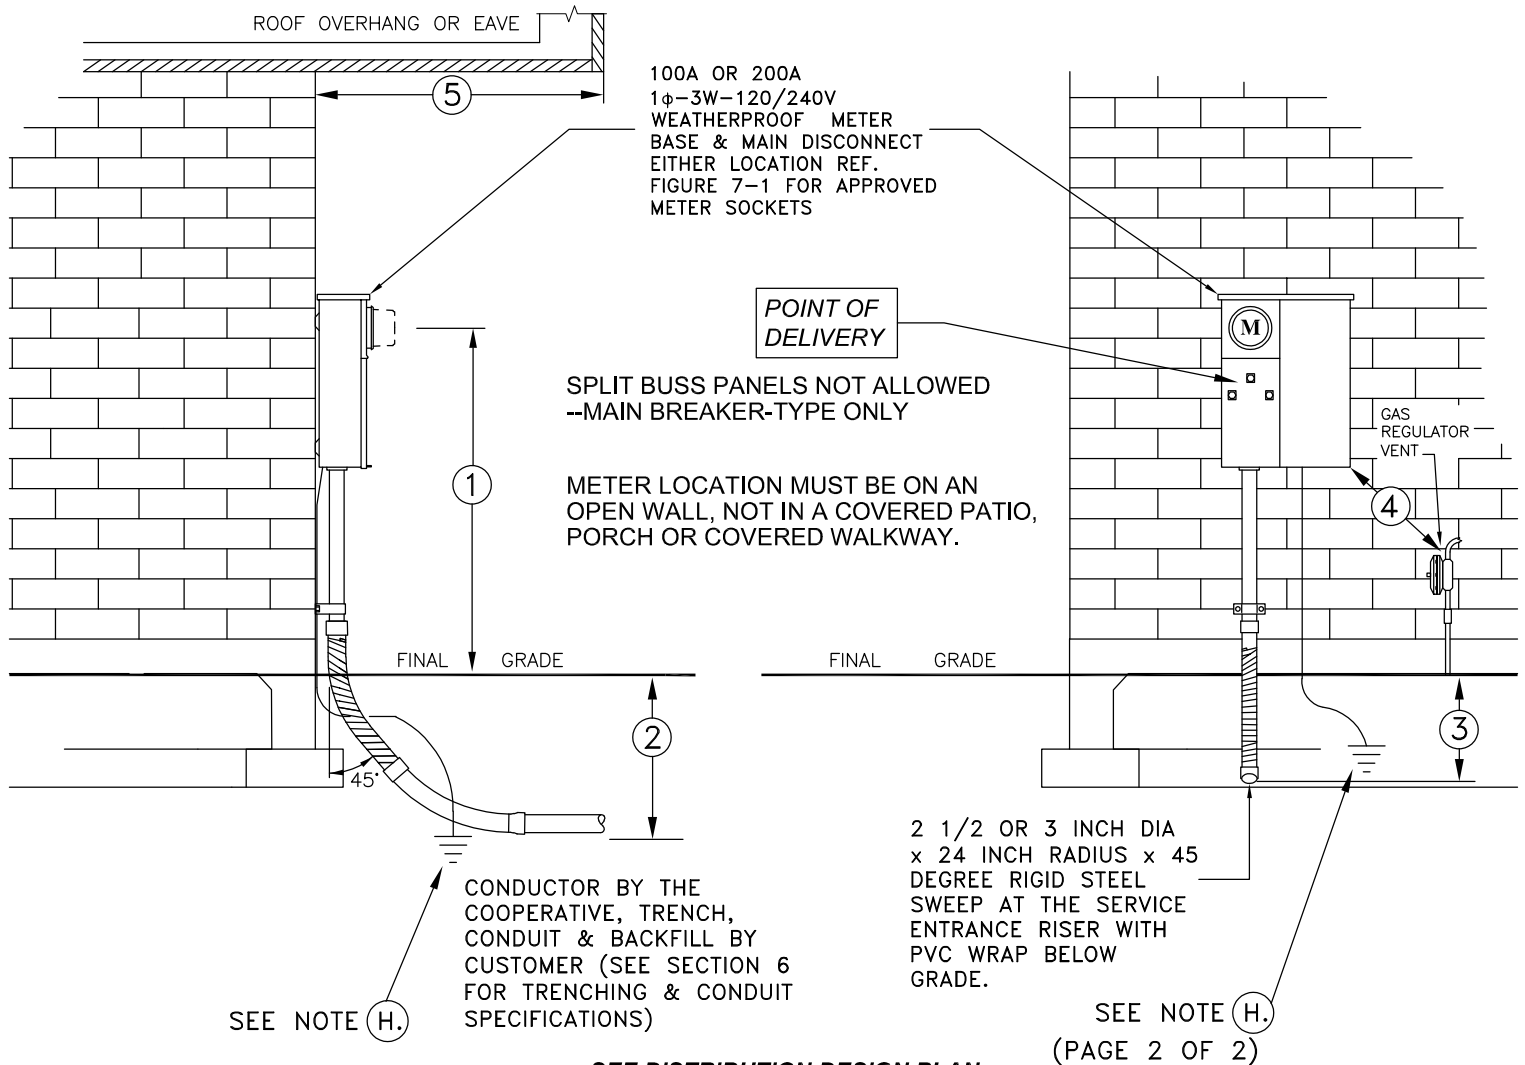 ROOF OVERHANG OR EAVE
5
100A OR 200A
1ϕ-3W-120/240V
WEATHERPROOF METER
BASE & MAIN DISCONNECT
EITHER LOCATION REF.
FIGURE 7-1 FOR APPROVED
METER SOCKETS
POINT OF
DELIVERY
M
SPLIT BUSS PANELS NOT ALLOWED
--MAIN BREAKER-TYPE ONLY
GAS
REGULATOR
VENT
1
METER LOCATION MUST BE ON AN
OPEN WALL, NOT IN A COVERED PATIO,
PORCH OR COVERED WALKWAY.
4
FINAL GRADE
FINAL GRADE
2
3
45°
2 1/2 OR 3 INCH DIA
x 24 INCH RADIUS x 45
DEGREE RIGID STEEL
SWEEP AT THE SERVICE
ENTRANCE RISER WITH
PVC WRAP BELOW
GRADE.
CONDUCTOR BY THE
COOPERATIVE, TRENCH,
CONDUIT & BACKFILL BY
CUSTOMER (SEE SECTION 6
FOR TRENCHING & CONDUIT
SPECIFICATIONS)
SEE NOTE H.
SEE NOTE H.
(PAGE 2 OF 2)
SEE DISTRIBUTION DESIGN PLAN